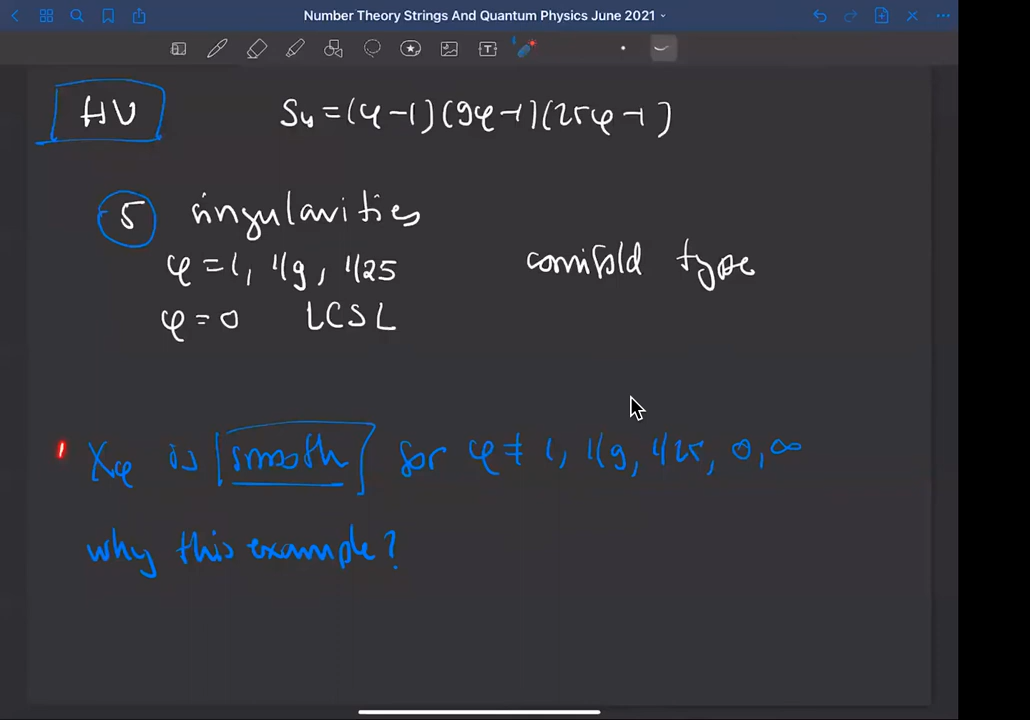 Number Theory Strings And Quantum Physics June 2021
HV S₄ = (φ-1)(9φ-1)(25φ-1)
5 singularities
φ = 1, 1/9, 1/25 conifold type
φ = 0 LCSL
Xφ is smooth for φ ≠ 1, 1/9, 1/25, 0, ∞
why this example?